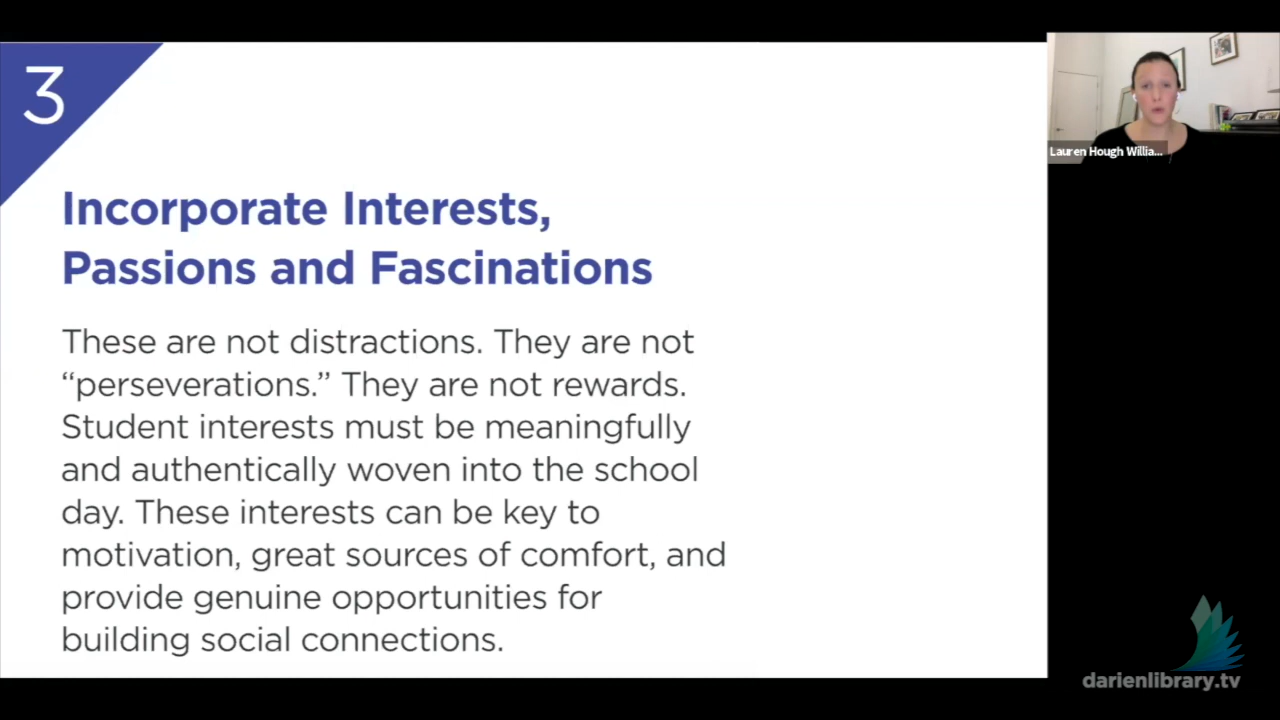 3
Incorporate Interests,
Passions and Fascinations
These are not distractions. They are not
“perseverations.” They are not rewards.
Student interests must be meaningfully
and authentically woven into the school
day. These interests can be key to
motivation, great sources of comfort, and
provide genuine opportunities for
building social connections.
Lauren Hough Willia...
darienlibrary.tv